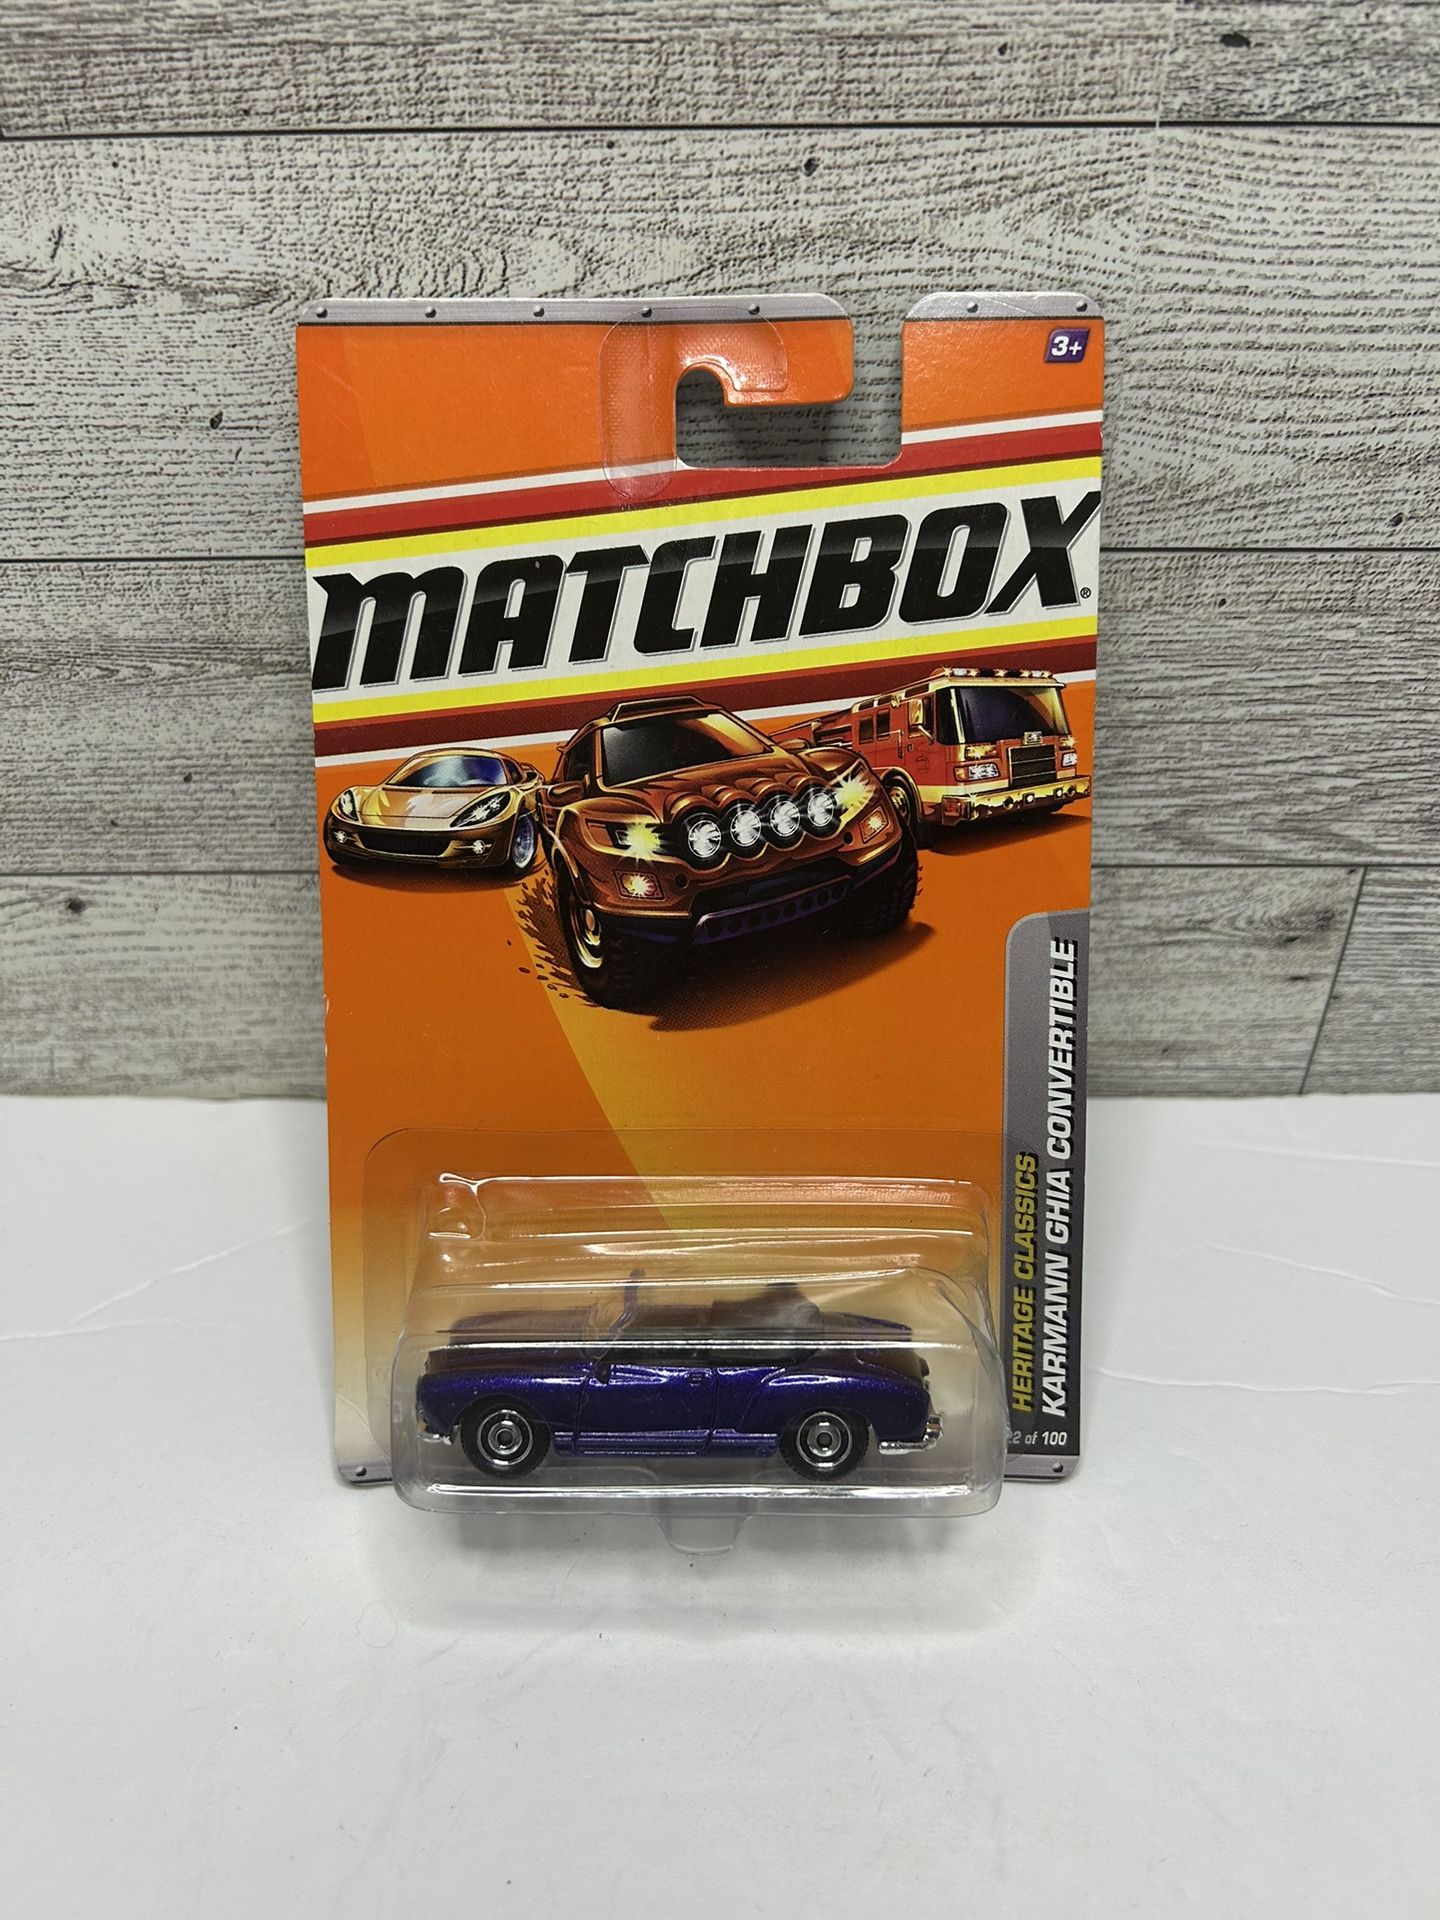 3+
MATCHBOX®
HERITAGE CLASSICS
KARMANN GHIA CONVERTIBLE
of 100